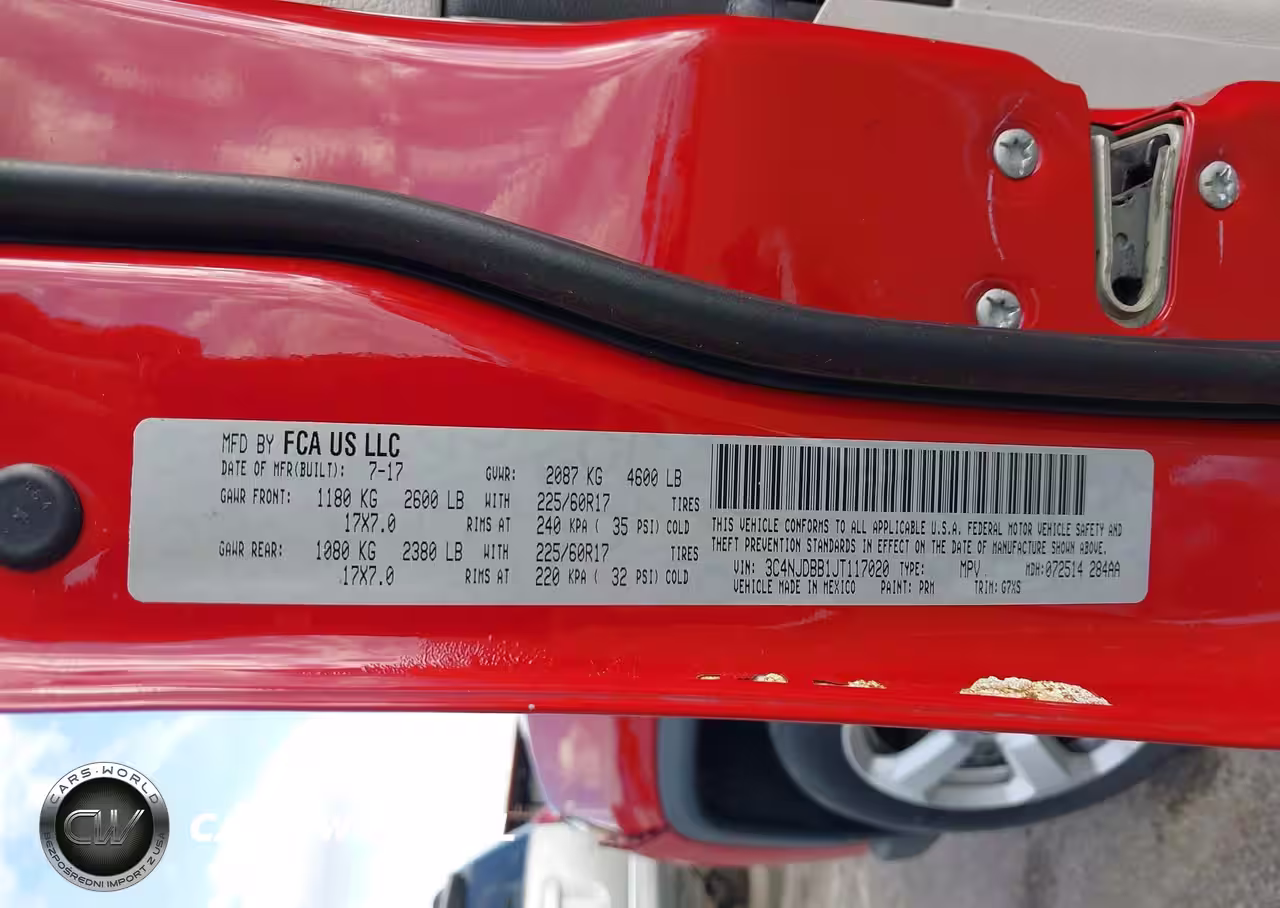 MFD BY FCA US LLC
DATE OF MFR(BUILT): 7-17 GVWR: 2087 KG 4600 LB
GAWR FRONT: 1180 KG 2600 LB WITH 225/60R17 TIRES
17X7.0 RIMS AT 240 KPA ( 35 PSI) COLD
GAWR REAR: 1080 KG 2380 LB WITH 225/60R17 TIRES
17X7.0 RIMS AT 220 KPA ( 32 PSI) COLD
THIS VEHICLE CONFORMS TO ALL APPLICABLE U.S.A. FEDERAL MOTOR VEHICLE SAFETY AND
THEFT PREVENTION STANDARDS IN EFFECT ON THE DATE OF MANUFACTURE SHOWN ABOVE.
VIN: 3C4NJDBB1JT117020 TYPE: MPV MDH:072514 284AA
VEHICLE MADE IN MEXICO PAINT: PRM TRIM: G7XS
CARS·WORLD
CW
BEZPOŚREDNI IMPORT Z USA